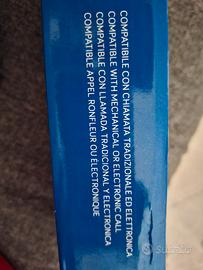 COMPATIBILE CON CHIAMATA TRADIZIONALE ED ELETTRONICA
COMPATIBLE WITH MECHANICAL OR ELECTRONIC CALL
COMPATIBLE CON LLAMADA TRADICIONAL Y ELECTRONICA
COMPATIBLE APPEL RONFLEUR OU ÉLECTRONIQUE
Subito